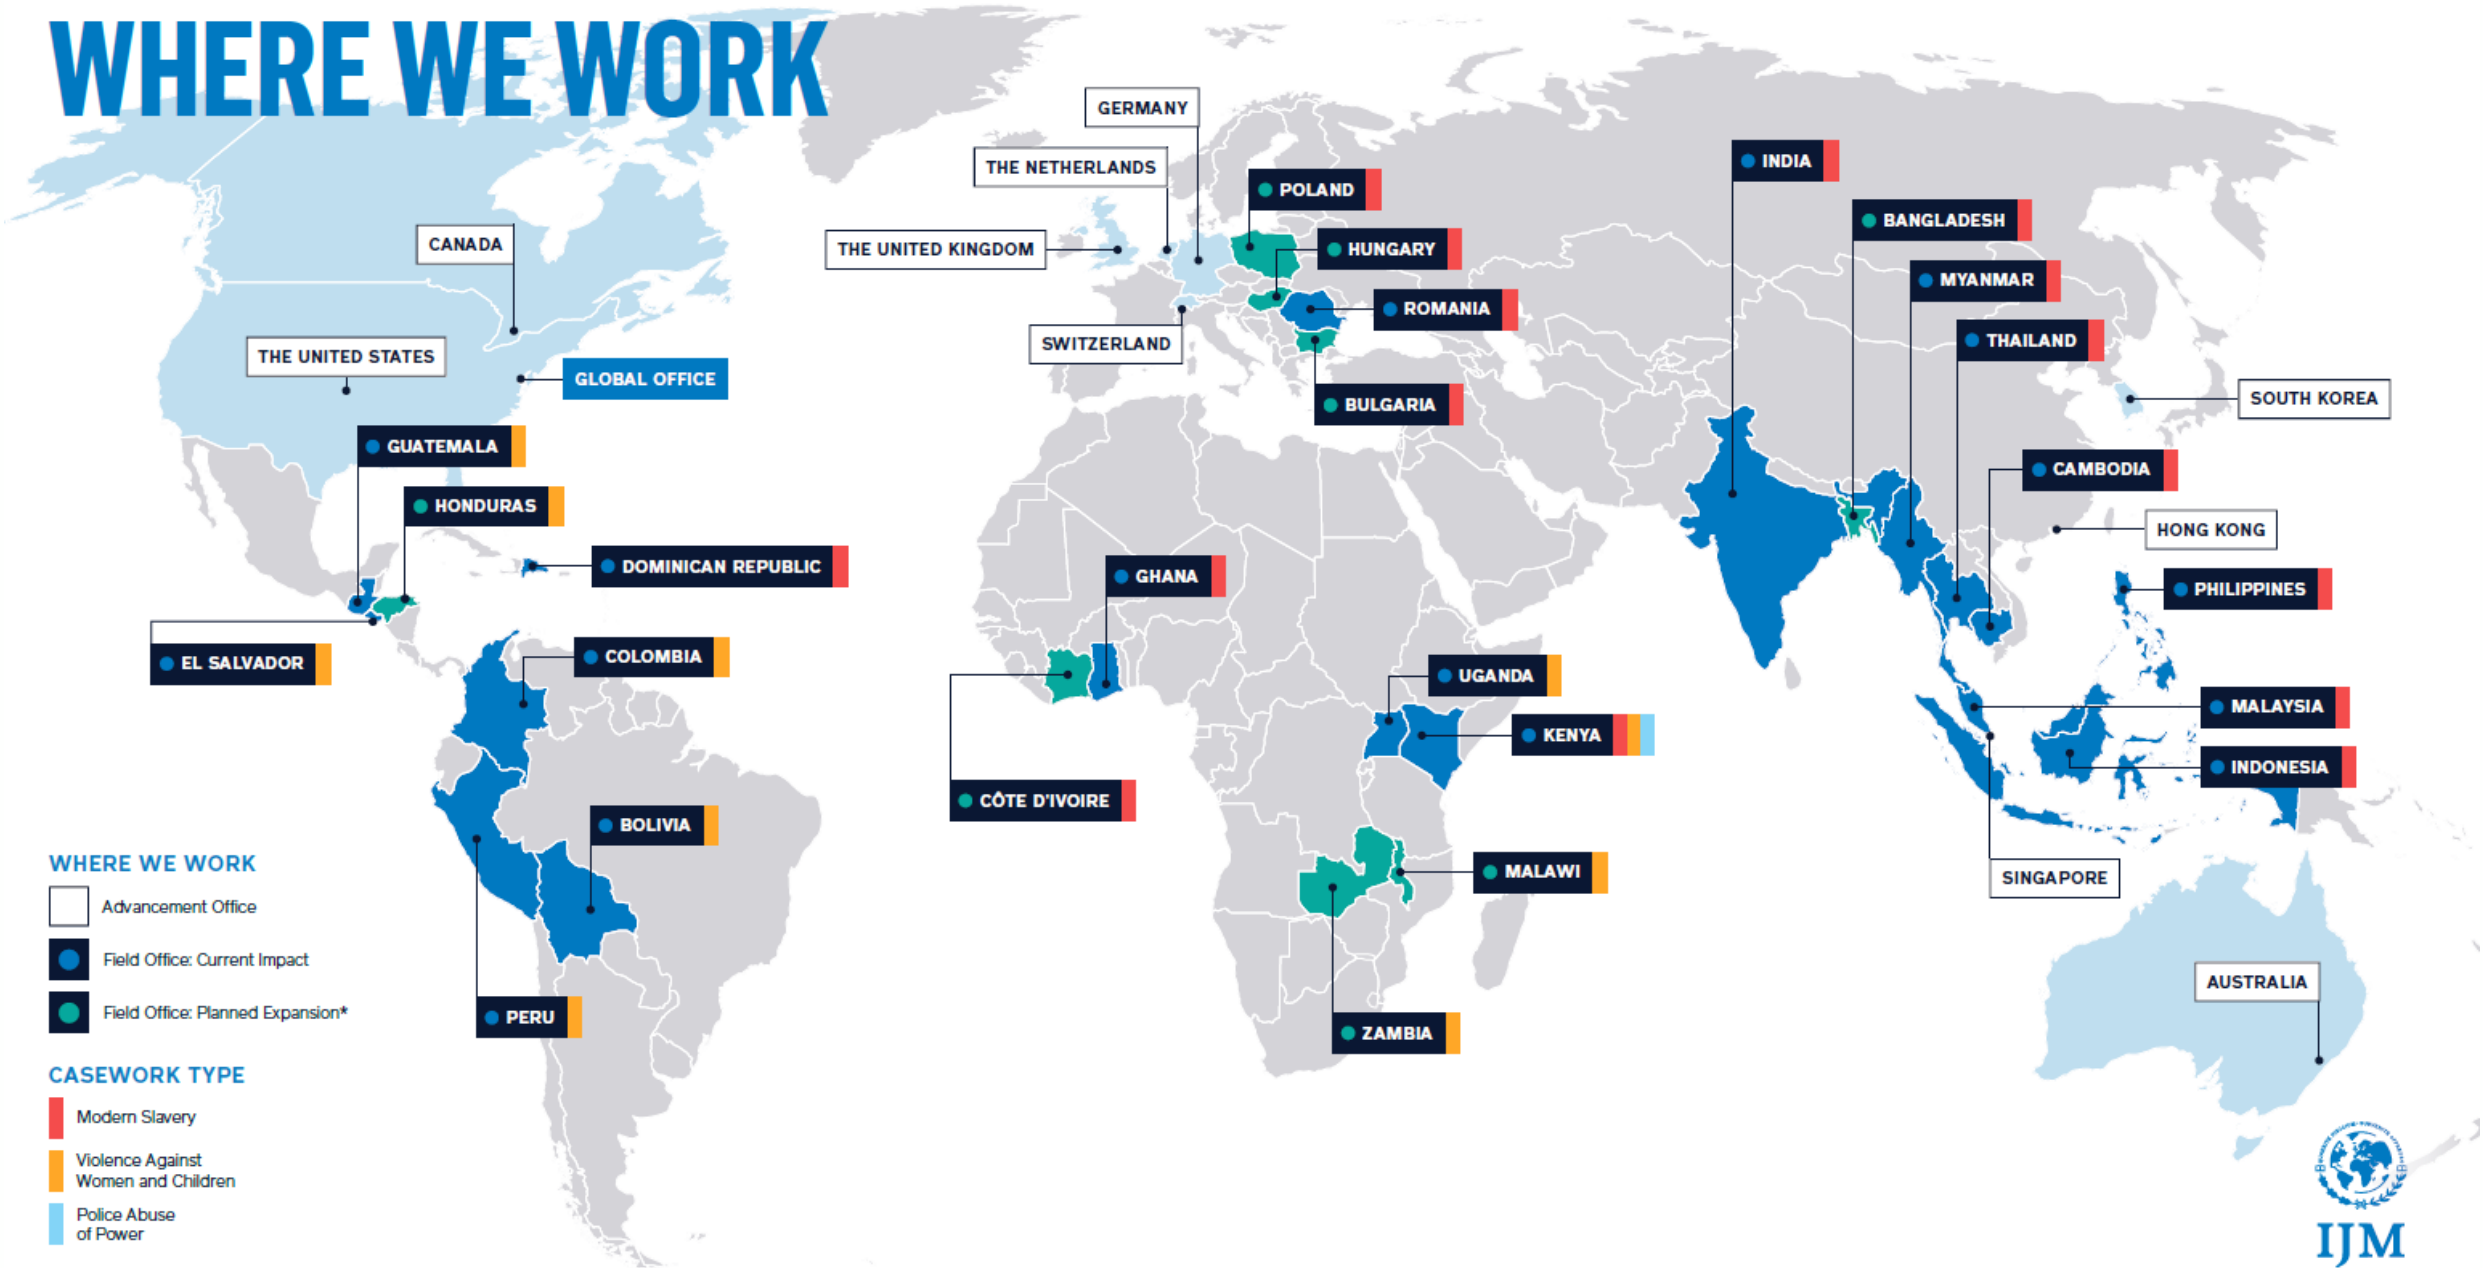 WHERE WE WORK
GERMANY
THE NETHERLANDS
INDIA
POLAND
BANGLADESH
CANADA
THE UNITED KINGDOM
HUNGARY
MYANMAR
ROMANIA
THAILAND
SWITZERLAND
THE UNITED STATES
GLOBAL OFFICE
SOUTH KOREA
BULGARIA
GUATEMALA
CAMBODIA
HONDURAS
HONG KONG
DOMINICAN REPUBLIC
GHANA
PHILIPPINES
EL SALVADOR
COLOMBIA
UGANDA
MALAYSIA
KENYA
INDONESIA
CÔTE D'IVOIRE
BOLIVIA
MALAWI
SINGAPORE
AUSTRALIA
PERU
ZAMBIA
WHERE WE WORK
Advancement Office
Field Office: Current Impact
Field Office: Planned Expansion*
CASEWORK TYPE
Modern Slavery
Violence Against
Women and Children
Police Abuse
of Power
IJM